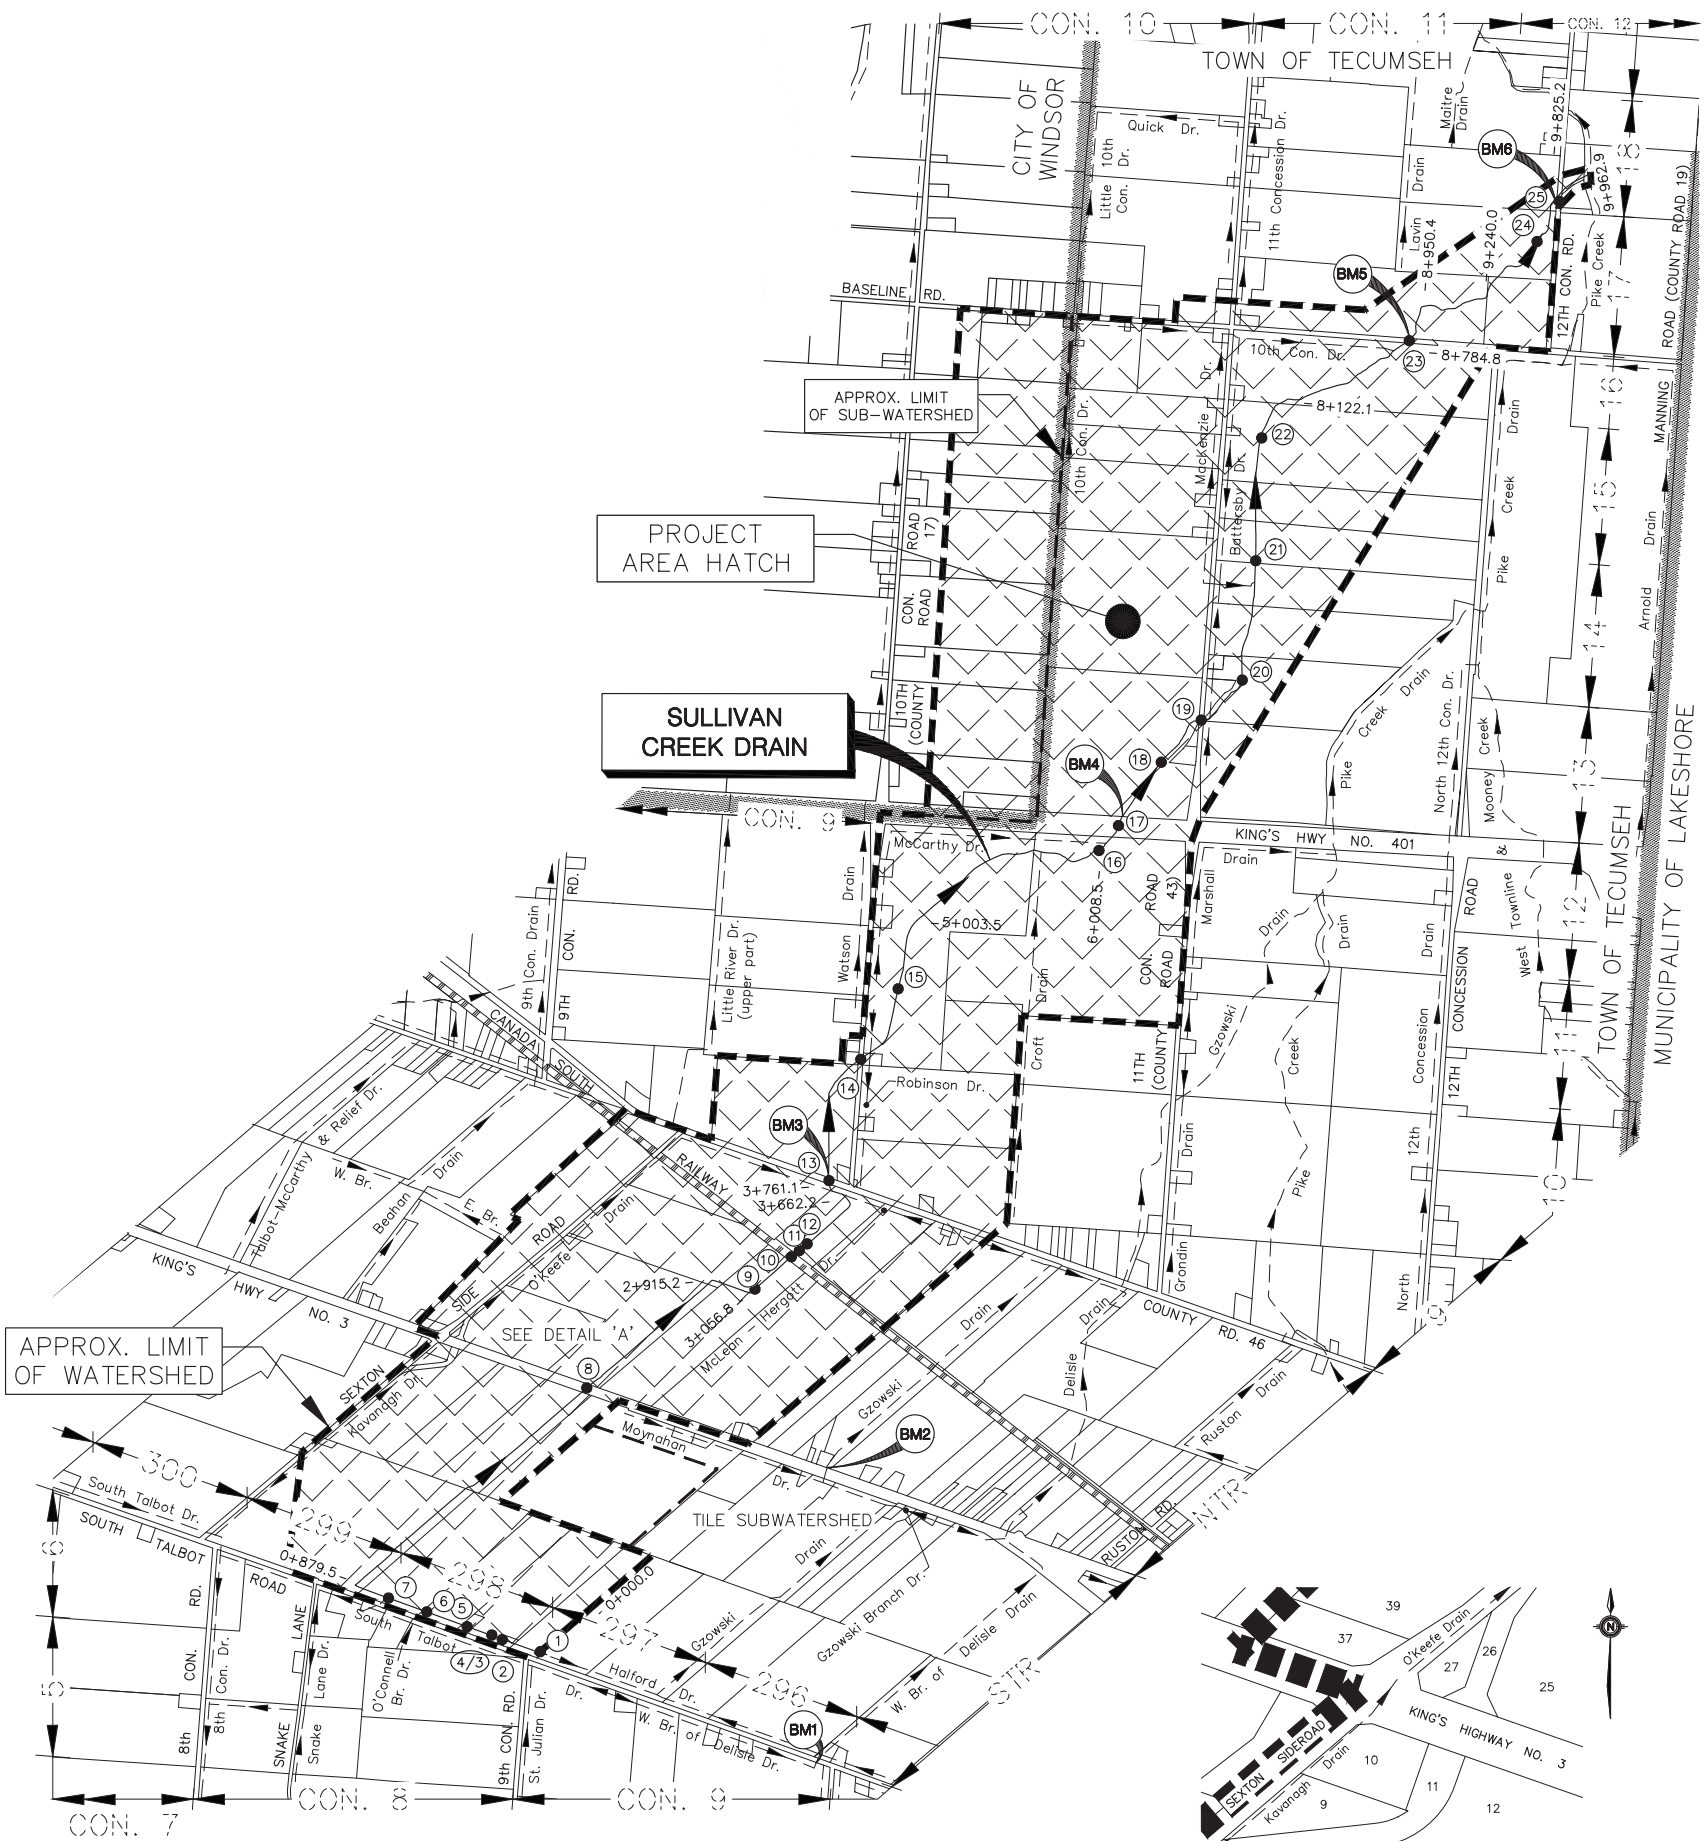 CON. 10
CON. 11
CON. 12
TOWN OF TECUMSEH
CITY OF
WINDSOR
Quick Dr.
Little 10th
Con. Dr.
11th Concession Dr.
Maitre
Drain
9+825.2
BM6
18
9+962.9
Lavin Drain
8+950.4
9+240.0
25
24
12TH CON. RD.
Pike Creek
17
MANNING ROAD (COUNTY ROAD 19)
BM5
BASELINE RD.
10th Con. Dr.
23
8+784.8
APPROX. LIMIT
OF SUB-WATERSHED
10th Con. Dr.
MacKenzie Dr.
8+122.1
22
Battersby Dr.
Pike Creek Drain
16
15
Arnold Drain
PROJECT
AREA HATCH
10TH CON. ROAD
(COUNTY ROAD 17)
21
14
SULLIVAN
CREEK DRAIN
20
19
18
BM4
17
16
Pike Creek Drain
North 12th Con. Dr.
Mooney Creek
& West Townline
13
TOWN OF TECUMSEH
MUNICIPALITY OF LAKESHORE
CON. 9
McCarthy Dr.
KING'S HWY NO. 401
Marshall Drain
12
9TH CON. RD.
9th Con. Drain
Little River Dr.
(upper part)
Watson Drain
5+003.5
6+008.5
11TH CON. ROAD
(COUNTY ROAD 43)
Gzowski Drain
Pike Creek Drain
North 12th Concession Drain
12TH CONCESSION ROAD
15
Croft Drain
11
CANADA SOUTH RAILWAY
14
Robinson Dr.
Talbot-McCarthy & Relief Dr.
W. Br.
Beahan Drain
E. Br.
BM3
13
3+761.1
3+662.2
Grondin Drain
10
KING'S HWY NO. 3
SEXTON SIDE ROAD
O'Keefe Drain
12
11
10
9
2+915.2
3+056.8
McLean - Hergott Dr.
COUNTY RD. 46
9
APPROX. LIMIT
OF WATERSHED
SEE DETAIL 'A'
Kavanagh Dr.
8
Gzowski Drain
Delisle Drain
Ruston Drain
Moynahan Dr.
BM2
300
South Talbot Dr.
SOUTH TALBOT ROAD
299
TILE SUBWATERSHED
RUSTON RD.
NTR
6
0+879.5
298
0+000.0
7
6
5
4/3
2
1
South Talbot Dr.
297
Gzowski Drain
Gzowski Branch Dr.
W. Br. of Delisle Drain
8th CON. RD.
8th Con. Dr.
SNAKE LANE
Snake Lane Dr.
O'Connell
Br. Dr.
9th CON. RD.
St. Julian Dr.
Halford Dr.
W. Br. of Delisle Dr.
296
STR
5
BM1
CON. 7
CON. 8
CON. 9
39
37
O'Keefe Drain
27
26
25
KING'S HIGHWAY NO. 3
SEXTON SIDEROAD
Kavanagh Drain
10
9
11
12
N